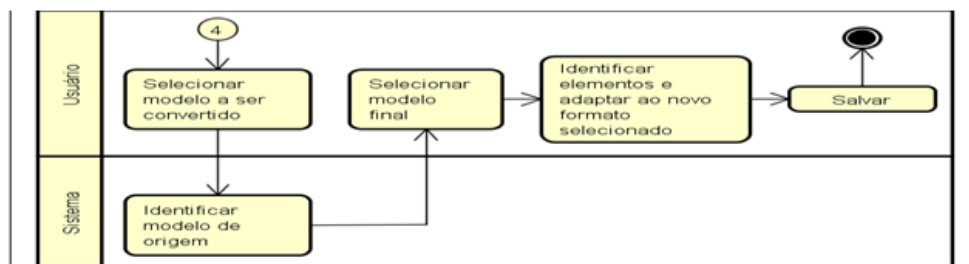 Usuário
4
Selecionar
modelo a ser
convertido
Selecionar
modelo
final
Identificar
elementos e
adaptar ao novo
formato
selecionado
Salvar
Sistema
Identificar
modelo de
origem